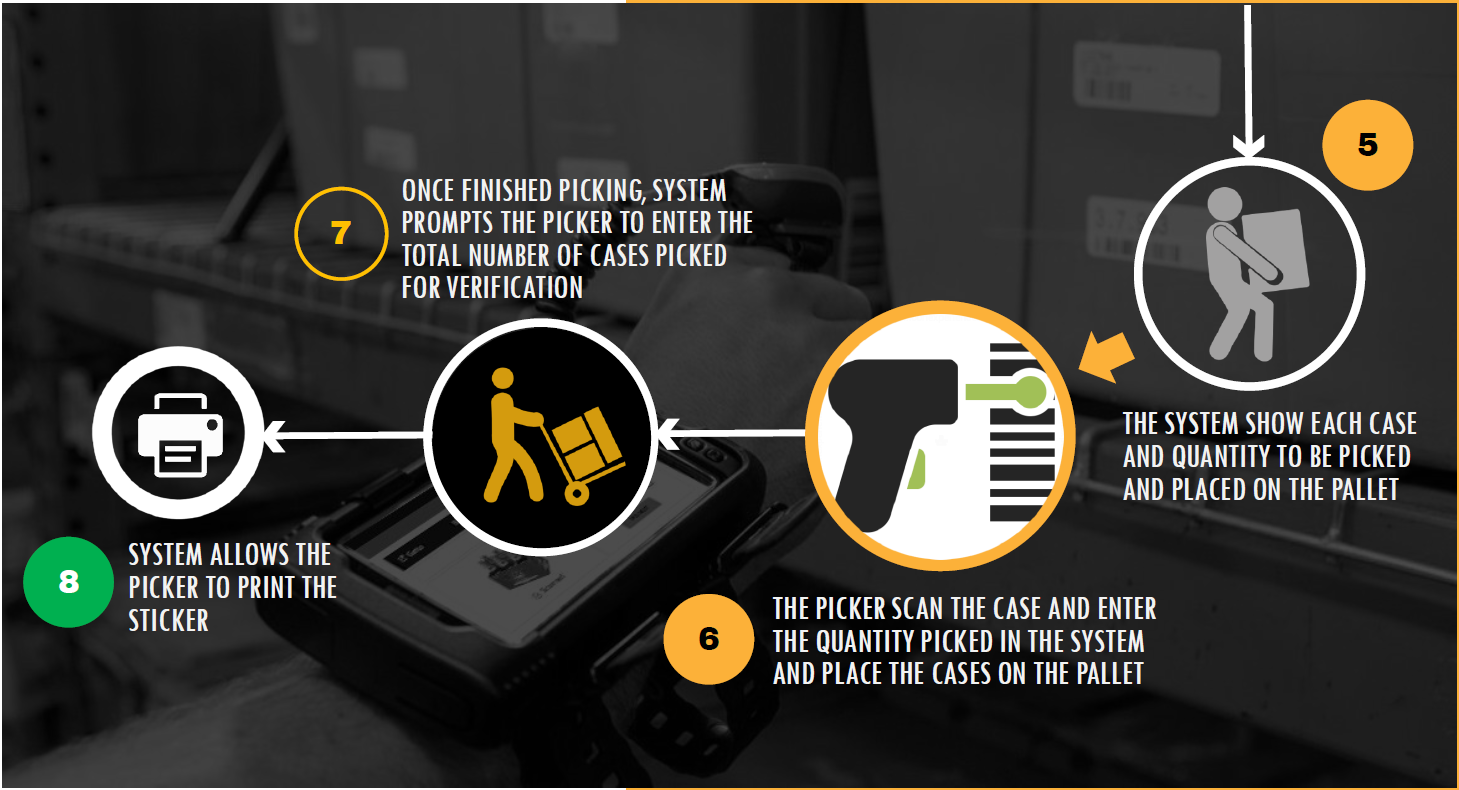 5
THE SYSTEM SHOW EACH CASE
AND QUANTITY TO BE PICKED
AND PLACED ON THE PALLET
6
THE PICKER SCAN THE CASE AND ENTER
THE QUANTITY PICKED IN THE SYSTEM
AND PLACE THE CASES ON THE PALLET
7
ONCE FINISHED PICKING, SYSTEM
PROMPTS THE PICKER TO ENTER THE
TOTAL NUMBER OF CASES PICKED
FOR VERIFICATION
8
SYSTEM ALLOWS THE
PICKER TO PRINT THE
STICKER